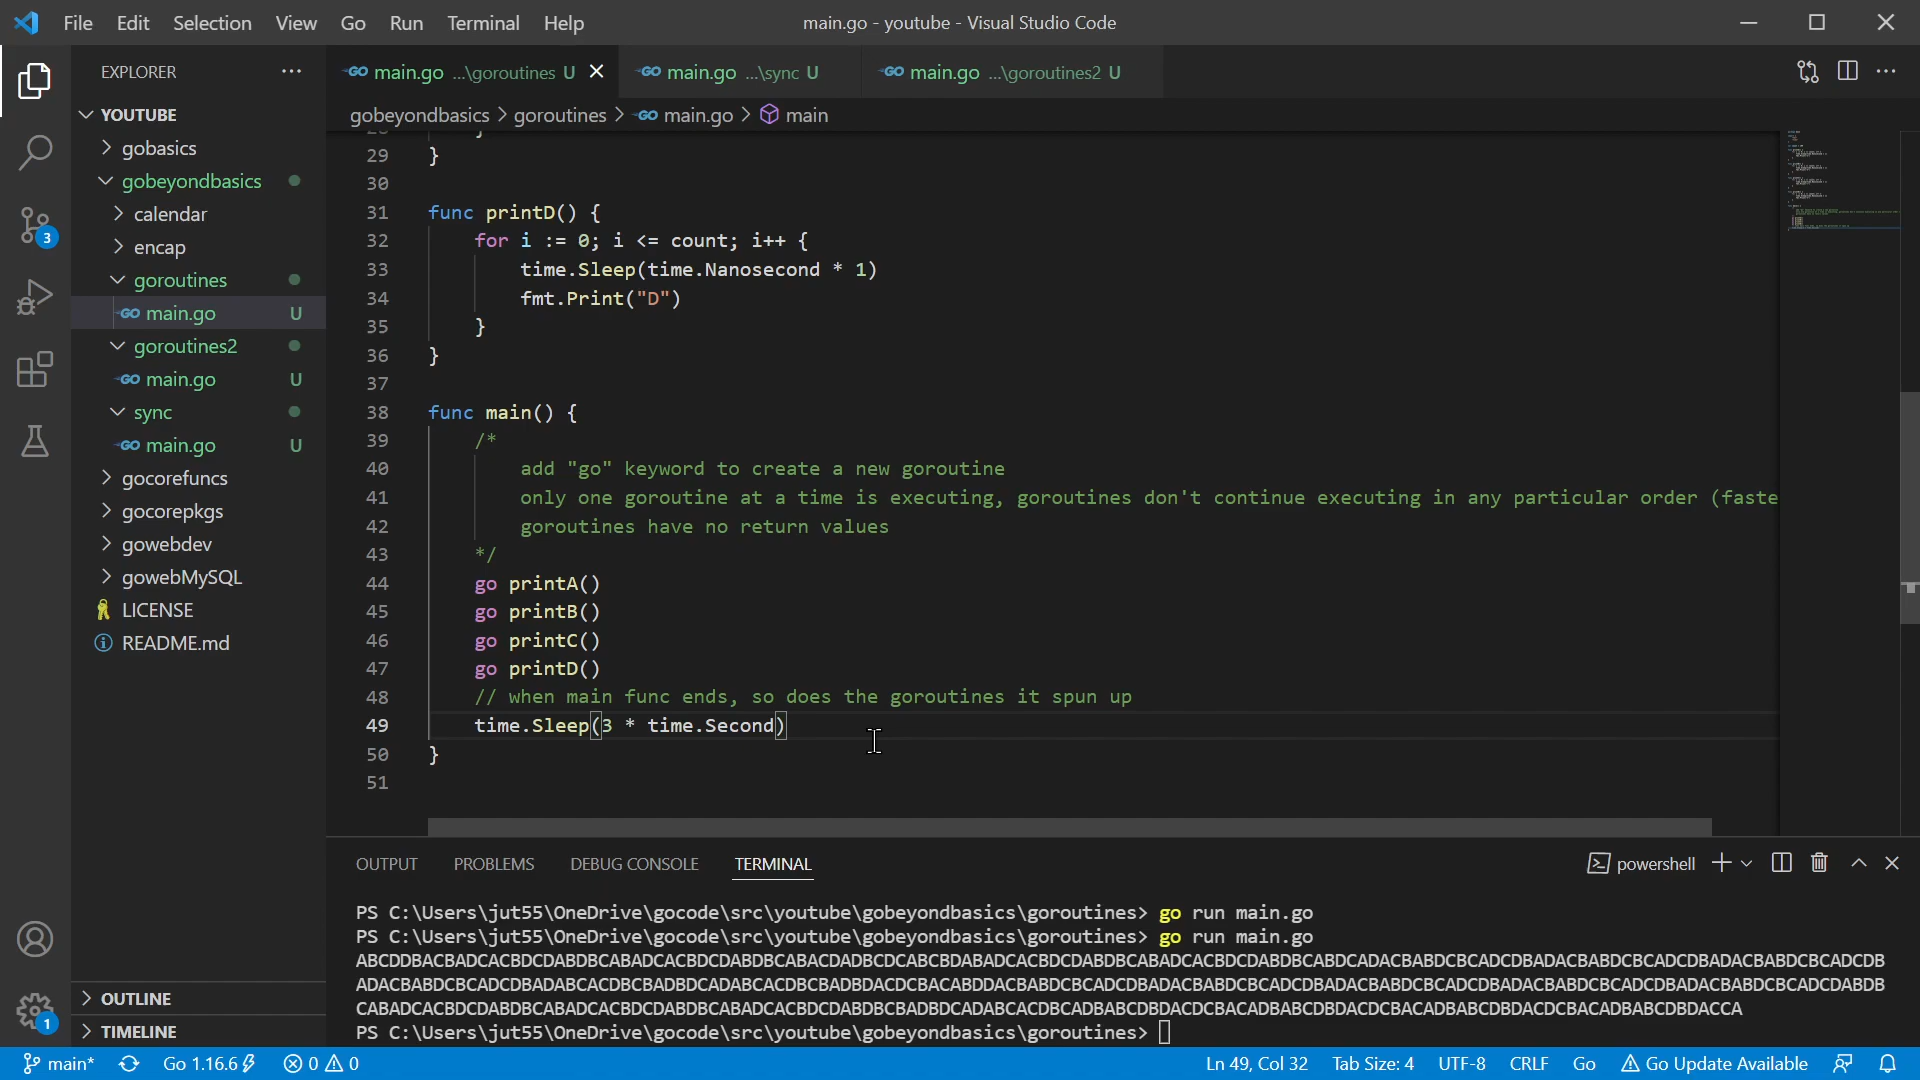 File Edit Selection View Go Run Terminal Help
main.go - youtube - Visual Studio Code
EXPLORER
YOUTUBE
gobasics
gobeyondbasics
calendar
encap
goroutines
main.go U
goroutines2
main.go U
sync
main.go U
gocorefuncs
gocorepkgs
gowebdev
gowebMySQL
LICENSE
README.md
OUTLINE
TIMELINE
3
1
main.go ...\goroutines U
main.go ...\sync U
main.go ...\goroutines2 U
gobeyondbasics > goroutines > main.go > main
29 }
30
31 func printD() {
32 for i := 0; i <= count; i++ {
33 time.Sleep(time.Nanosecond * 1)
34 fmt.Print("D")
35 }
36 }
37
38 func main() {
39 /*
40 add "go" keyword to create a new goroutine
41 only one goroutine at a time is executing, goroutines don't continue executing in any particular order (faste
42 goroutines have no return values
43 */
44 go printA()
45 go printB()
46 go printC()
47 go printD()
48 // when main func ends, so does the goroutines it spun up
49 time.Sleep(3 * time.Second)
50 }
51
OUTPUT PROBLEMS DEBUG CONSOLE TERMINAL
powershell
PS C:\Users\jut55\OneDrive\gocode\src\youtube\gobeyondbasics\goroutines> go run main.go
PS C:\Users\jut55\OneDrive\gocode\src\youtube\gobeyondbasics\goroutines> go run main.go
PS C:\Users\jut55\OneDrive\gocode\src\youtube\gobeyondbasics\goroutines>
main* Go 1.16.6 0 0 Ln 49, Col 32 Tab Size: 4 UTF-8 CRLF Go Go Update Available